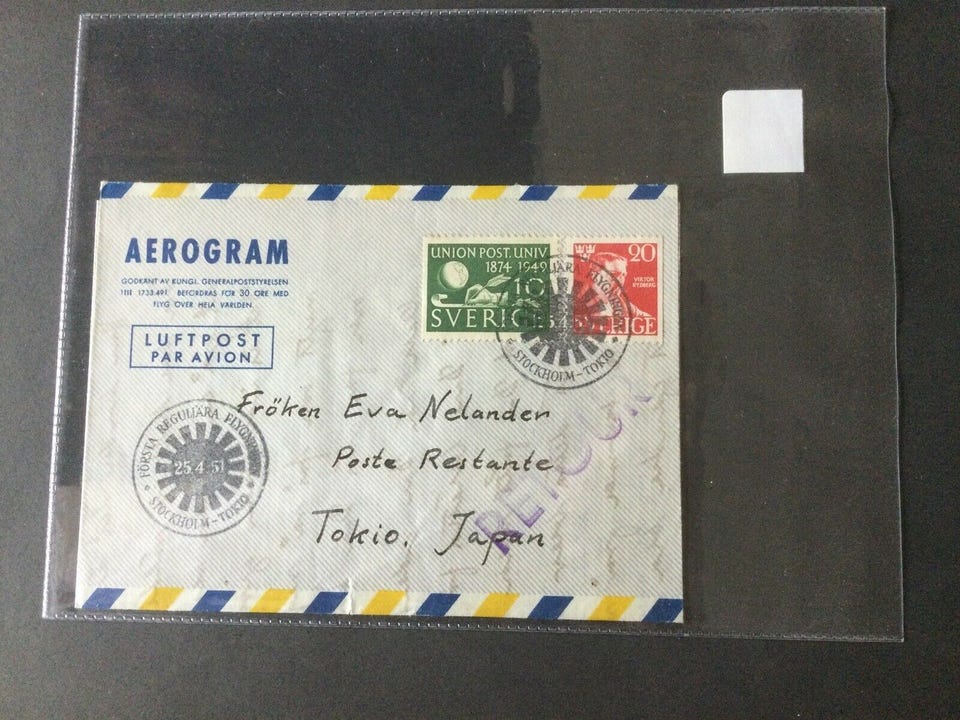 AEROGRAM
GODKÄNT AV KUNGL. GENERALPOSTSTYRELSEN
BEFORDRAS FÖR 30 ÖRE MED
FLYG ÖVER HELA VÄRLDEN.
LUFTPOST
PAR AVION
UNION POST. UNIV.
1874 1949
10
SVERIGE
20
VIKTOR
RYDBERG
SVERIGE
STOCKHOLM-TOKIO
Fröken Eva Nelander
Poste Restante
Tokio, Japan
FÖRSTA REGULJÄRA
25.4.51
STOCKHOLM-TOKIO
RETOUR